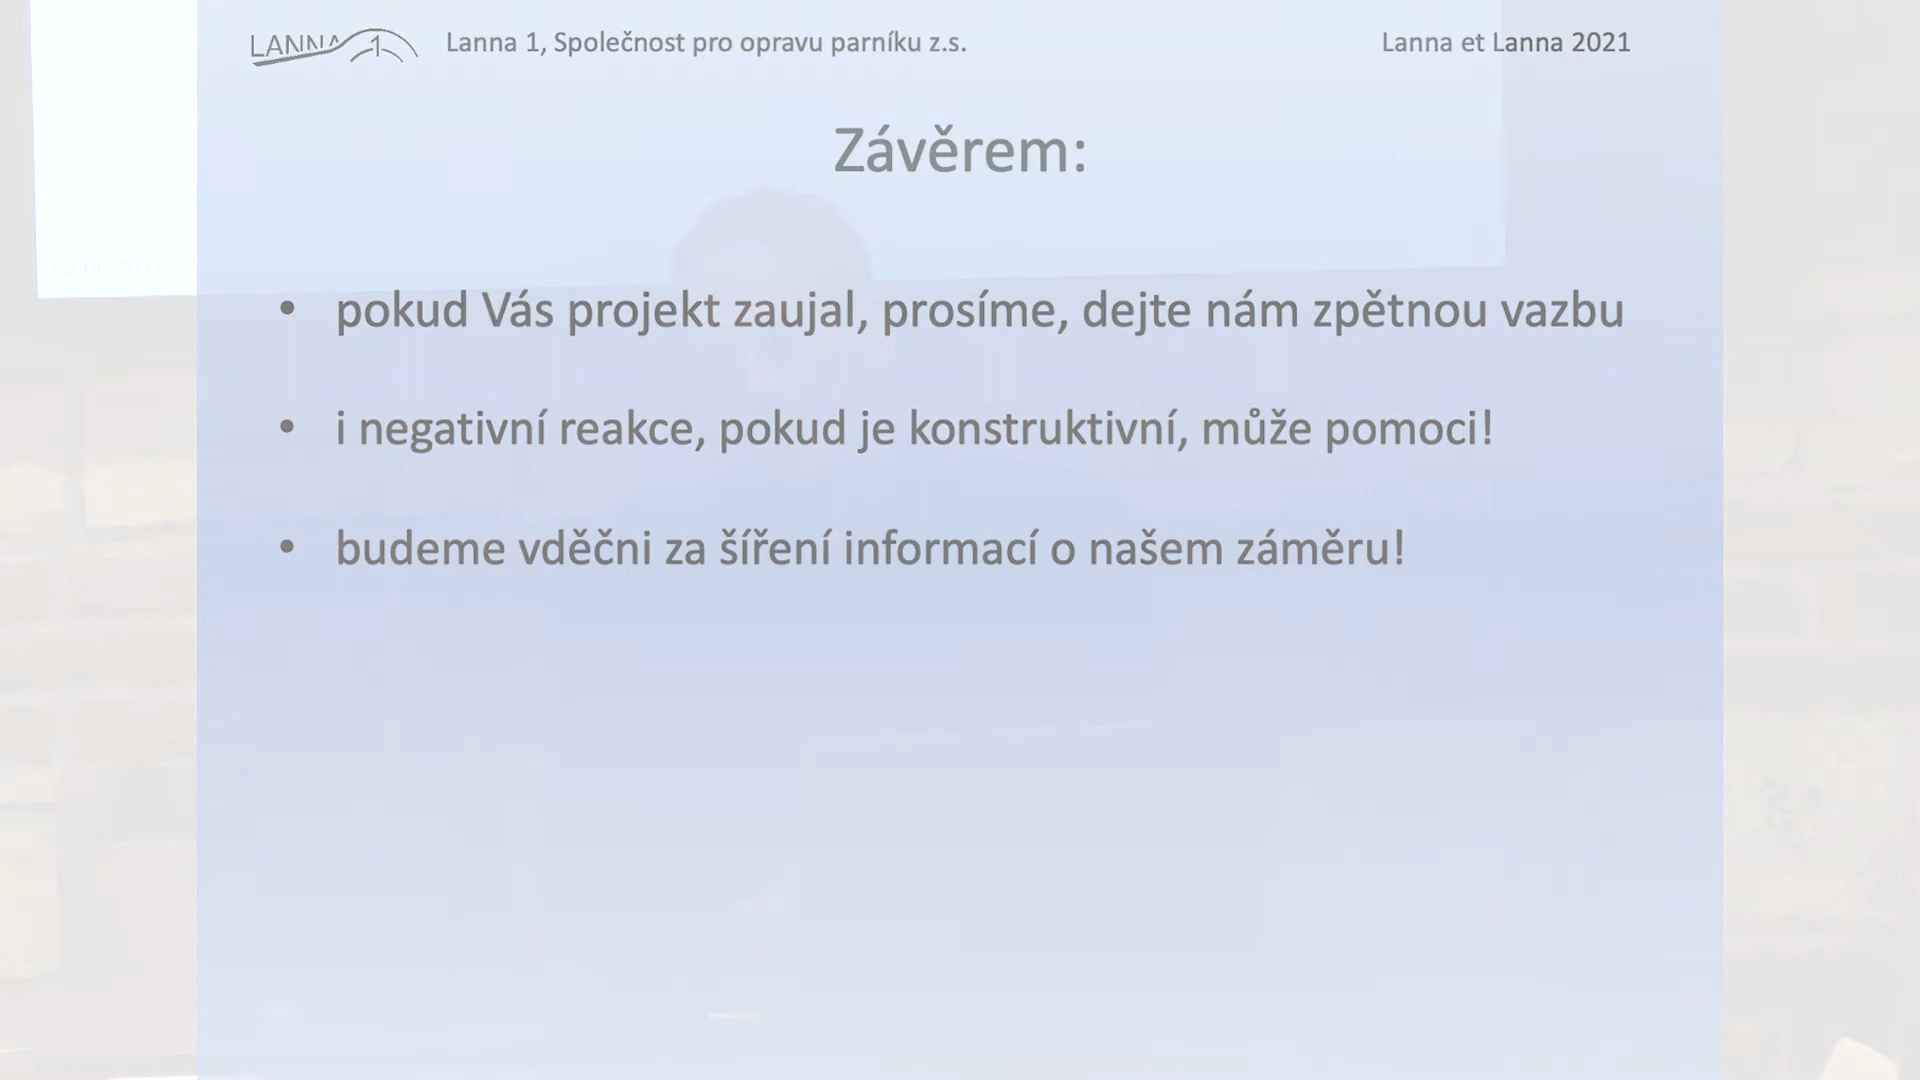 LANNA 1 Lanna 1, Společnost pro opravu parníku z.s. Lanna et Lanna 2021
Závěrem:
• pokud Vás projekt zaujal, prosíme, dejte nám zpětnou vazbu
• i negativní reakce, pokud je konstruktivní, může pomoci!
• budeme vděčni za šíření informací o našem záměru!